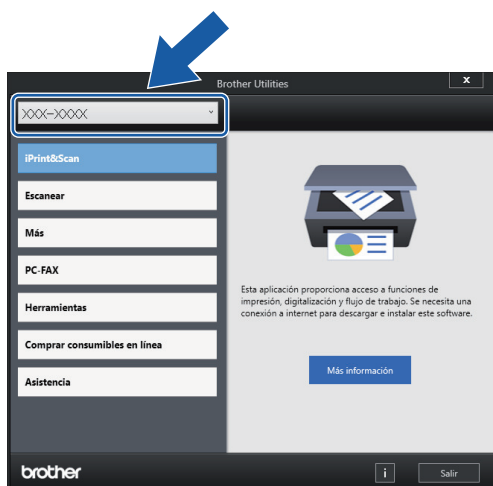 Brother Utilities
x
XXX-XXXX
iPrint&Scan
Escanear
Más
PC-FAX
Herramientas
Comprar consumibles en línea
Asistencia
Esta aplicación proporciona acceso a funciones de
impresión, digitalización y flujo de trabajo. Se necesita una
conexión a internet para descargar e instalar este software.
Más información
brother
i
Salir